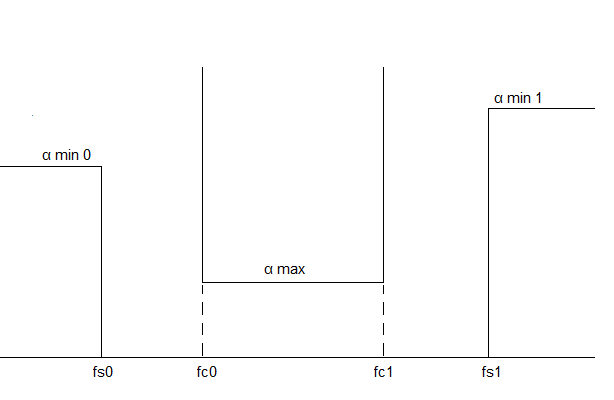 α min 1
α min 0
α max
fs0 fc0 fc1 fs1